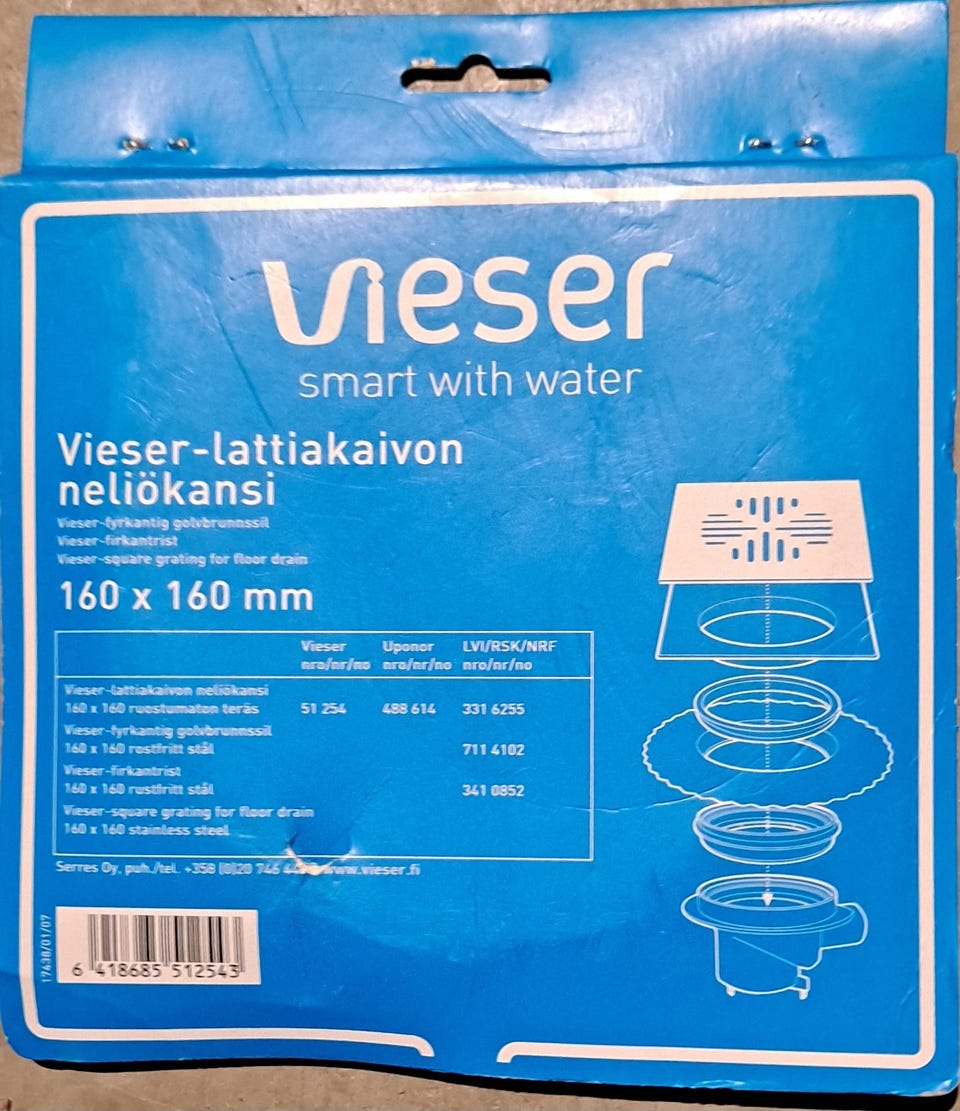 vieser
smart with water
Vieser-lattiakaivon
neliökansi
Vieser-fyrkantig golvbrunnssil
Vieser-firkantrist
Vieser-square grating for floor drain
160 x 160 mm
Vieser Uponor LVI/RSK/NRF
nro/nr/no nro/nr/no nro/nr/no
Vieser-lattiakaivon neliökansi
160 x 160 ruostumaton teräs 51 254 488 614 331 6255
Vieser-fyrkantig golvbrunnssil
160 x 160 rostfritt stål 711 4102
Vieser-firkantrist
160 x 160 rustfritt stål 341 0852
Vieser-square grating for floor drain
160 x 160 stainless steel
Serres Oy, puh./tel. +358 (0)20 746 www.vieser.fi
17438/01/07
6 418685 512543